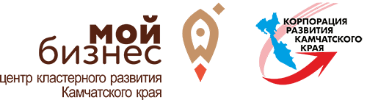 мой
бизнес
центр кластерного развития
Камчатского края
КОРПОРАЦИЯ
РАЗВИТИЯ
КАМЧАТСКОГО
КРАЯ